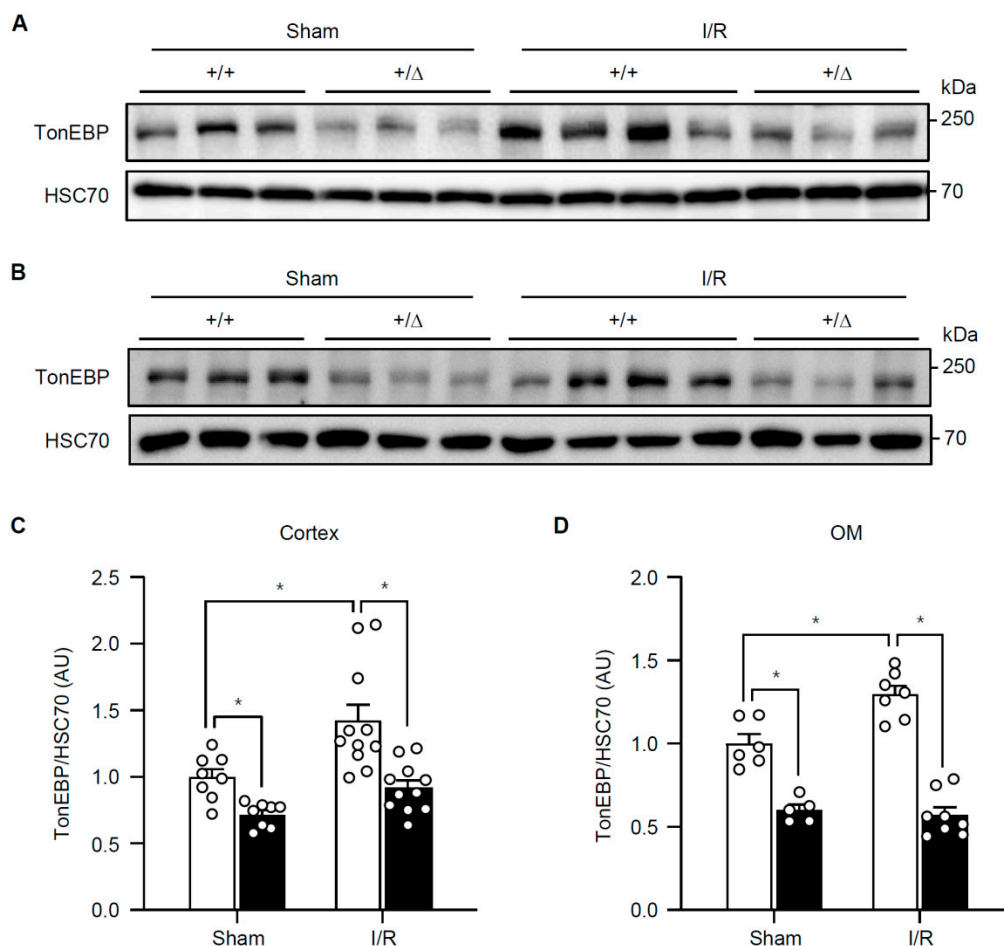 A
Sham I/R
+/+ +/Δ +/+ +/Δ kDa
TonEBP 250
HSC70 70
B
Sham I/R
+/+ +/Δ +/+ +/Δ kDa
TonEBP 250
HSC70 70
C Cortex
TonEBP/HSC70 (AU)
2.5
2.0
1.5
1.0
0.5
0.0
* * *
Sham I/R
D OM
TonEBP/HSC70 (AU)
2.0
1.5
1.0
0.5
0.0
* * *
Sham I/R